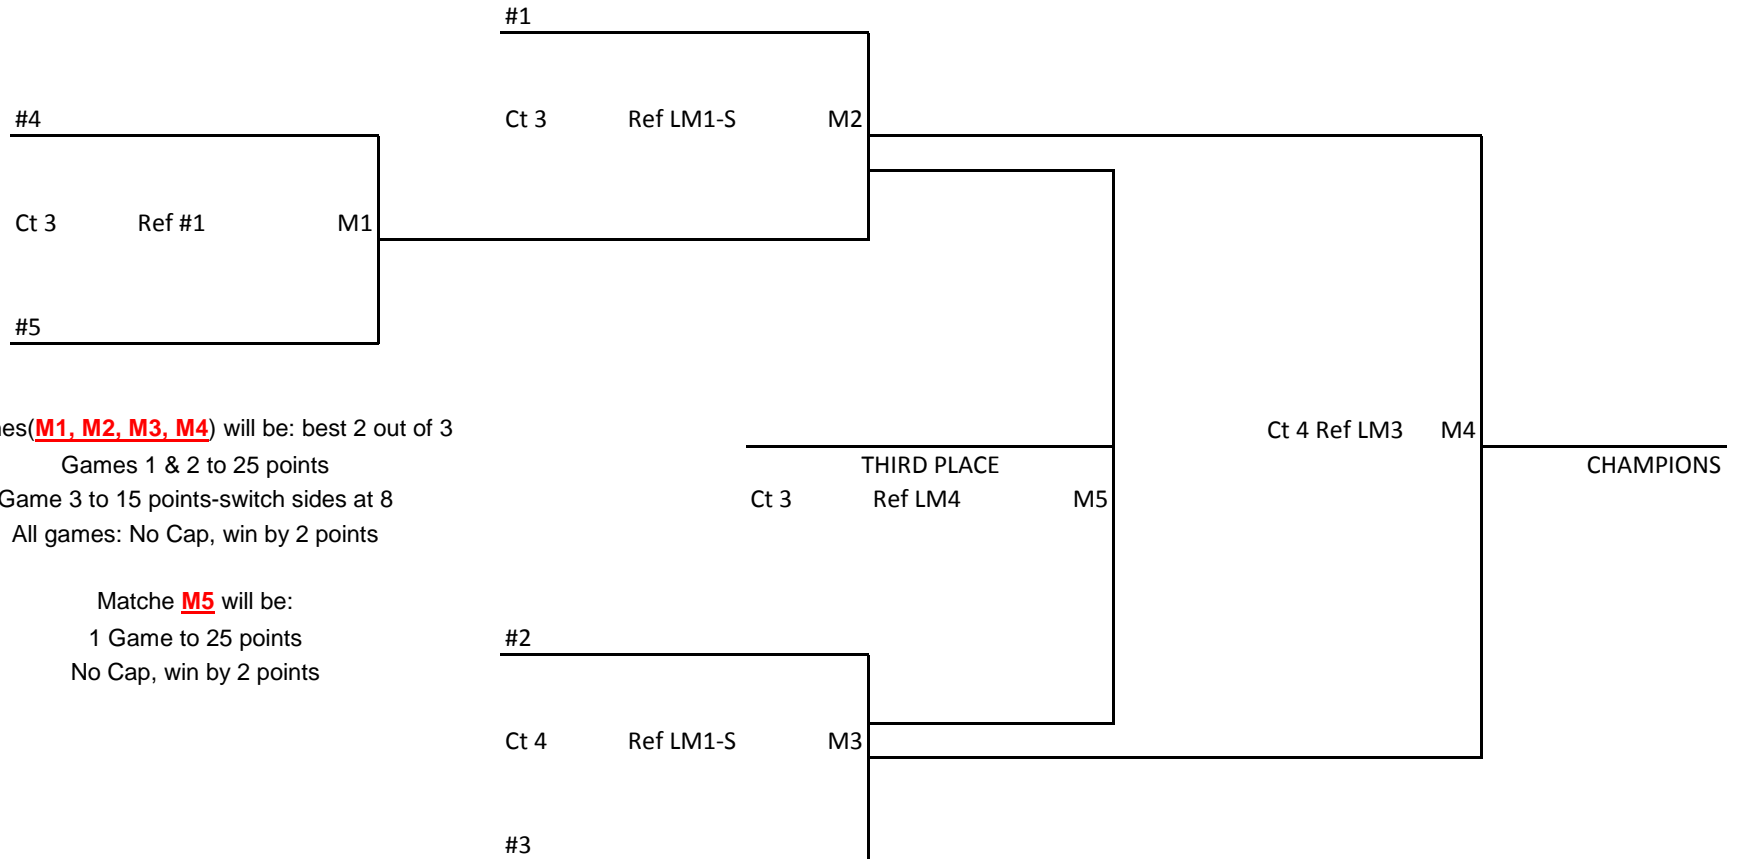 #1
#4
Ct 3 Ref LM1-S M2
Ct 3 Ref #1 M1
#5
nes(M1, M2, M3, M4) will be: best 2 out of 3
Ct 4 Ref LM3 M4
Games 1 & 2 to 25 points
THIRD PLACE
CHAMPIONS
Game 3 to 15 points-switch sides at 8
Ct 3 Ref LM4 M5
All games: No Cap, win by 2 points
Matche M5 will be:
1 Game to 25 points
#2
No Cap, win by 2 points
Ct 4 Ref LM1-S M3
#3